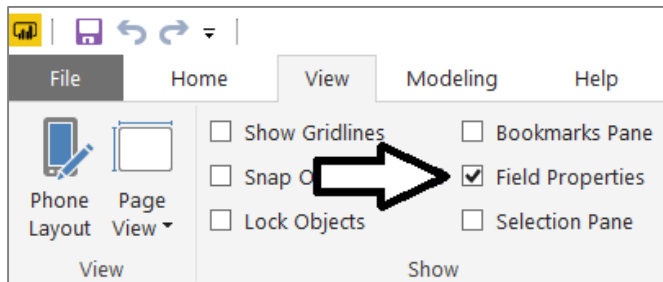 File Home View Modeling Help
Show Gridlines
Bookmarks Pane
Snap O
Field Properties
Lock Objects
Selection Pane
Phone Layout
Page View
View
Show